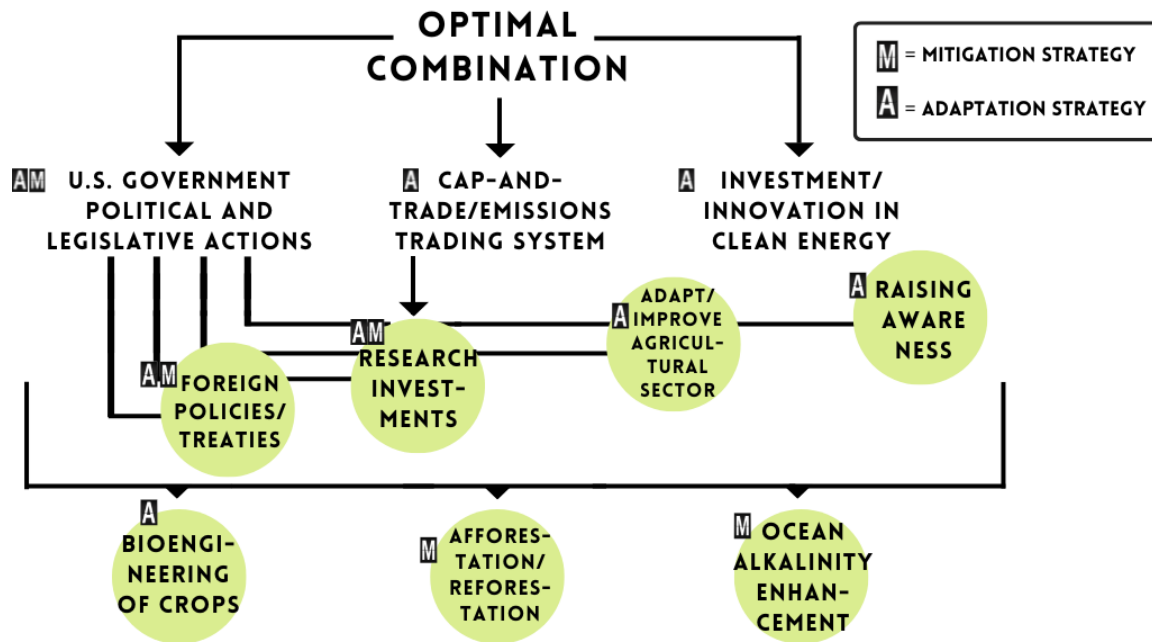 OPTIMAL
COMBINATION
M = MITIGATION STRATEGY
A = ADAPTATION STRATEGY
AM U.S. GOVERNMENT
POLITICAL AND
LEGISLATIVE ACTIONS
A CAP-AND-
TRADE/EMISSIONS
TRADING SYSTEM
A INVESTMENT/
INNOVATION IN
CLEAN ENERGY
AM
FOREIGN
POLICIES/
TREATIES
AM
RESEARCH
INVEST-
MENTS
A
ADAPT/
IMPROVE
AGRICUL-
TURAL
SECTOR
A RAISING
AWARE
NESS
A
BIOENGI-
NEERING
OF CROPS
M
AFFORES-
TATION/
REFORES-
TATION
M OCEAN
ALKALINITY
ENHAN-
CEMENT